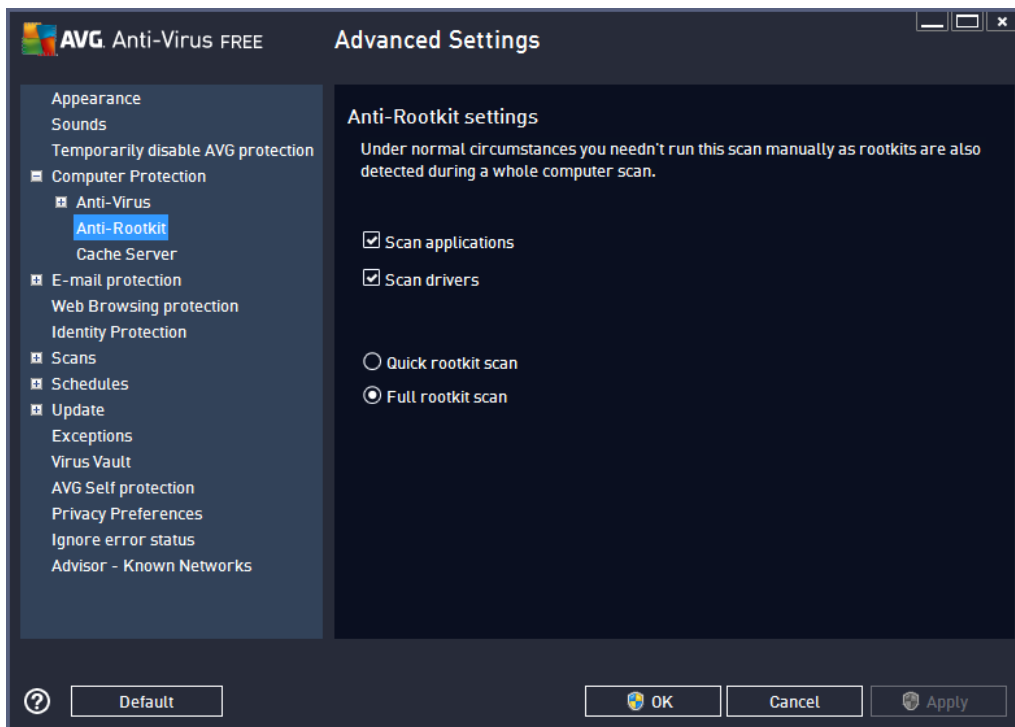 AVG. Anti-Virus FREE
Advanced Settings
Appearance
Sounds
Temporarily disable AVG protection
Computer Protection
Anti-Virus
Anti-Rootkit
Cache Server
E-mail protection
Web Browsing protection
Identity Protection
Scans
Schedules
Update
Exceptions
Virus Vault
AVG Self protection
Privacy Preferences
Ignore error status
Advisor - Known Networks
Anti-Rootkit settings
Under normal circumstances you needn't run this scan manually as rootkits are also
detected during a whole computer scan.
Scan applications
Scan drivers
Quick rootkit scan
Full rootkit scan
Default
OK
Cancel
Apply